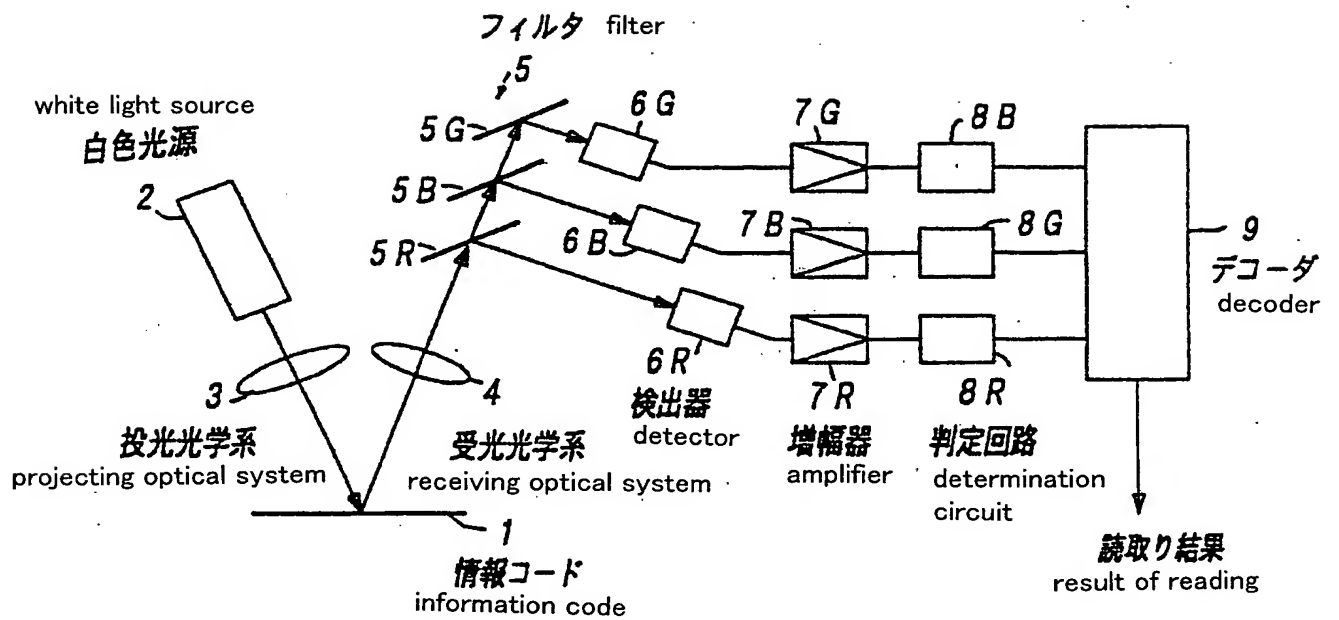 フィルタ filter
5
white light source
白色光源
2
5G
5B
5R
6G
6B
6R
検出器
detector
7G
7B
7R
増幅器
amplifier
8B
8G
8R
判定回路
determination
circuit
9
デコーダ
decoder
3
投光光学系
projecting optical system
4
受光光学系
receiving optical system
1
情報コード
information code
読取り結果
result of reading